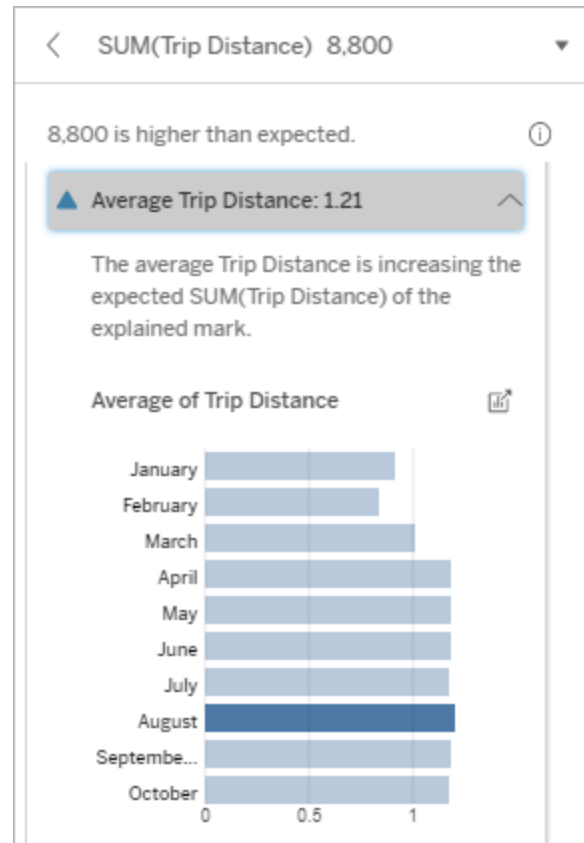 SUM(Trip Distance) 8,800
8,800 is higher than expected.
Average Trip Distance: 1.21
The average Trip Distance is increasing the
expected SUM(Trip Distance) of the
explained mark.
Average of Trip Distance
January
February
March
April
May
June
July
August
Septembe...
October
0 0.5 1